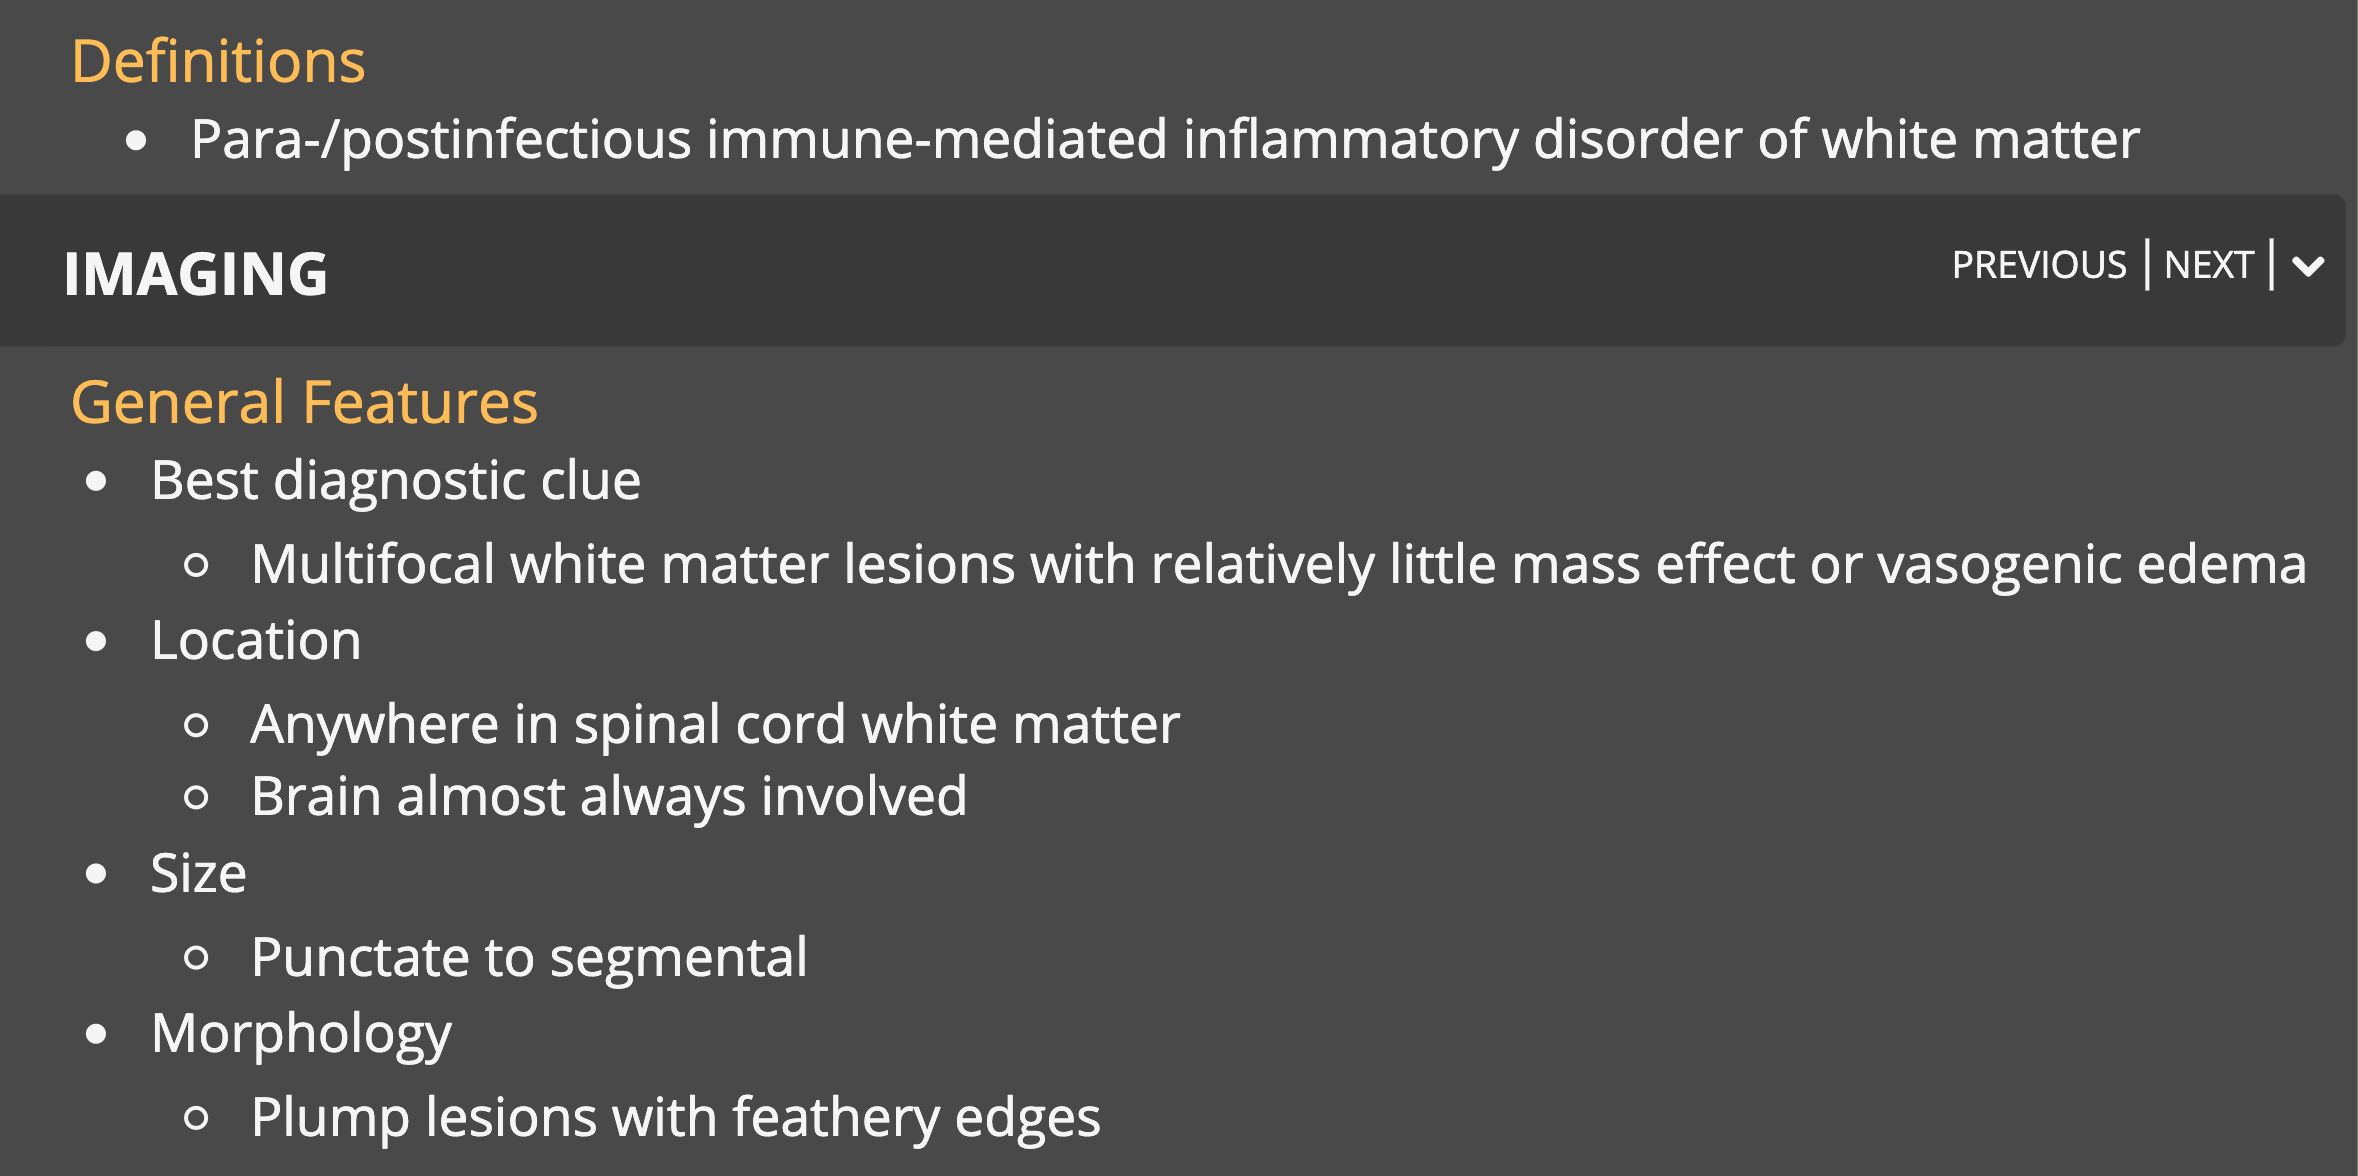 Definitions
• Para-/postinfectious immune-mediated inflammatory disorder of white matter
IMAGING
PREVIOUS | NEXT |
General Features
• Best diagnostic clue
○ Multifocal white matter lesions with relatively little mass effect or vasogenic edema
• Location
○ Anywhere in spinal cord white matter
○ Brain almost always involved
• Size
○ Punctate to segmental
• Morphology
○ Plump lesions with feathery edges